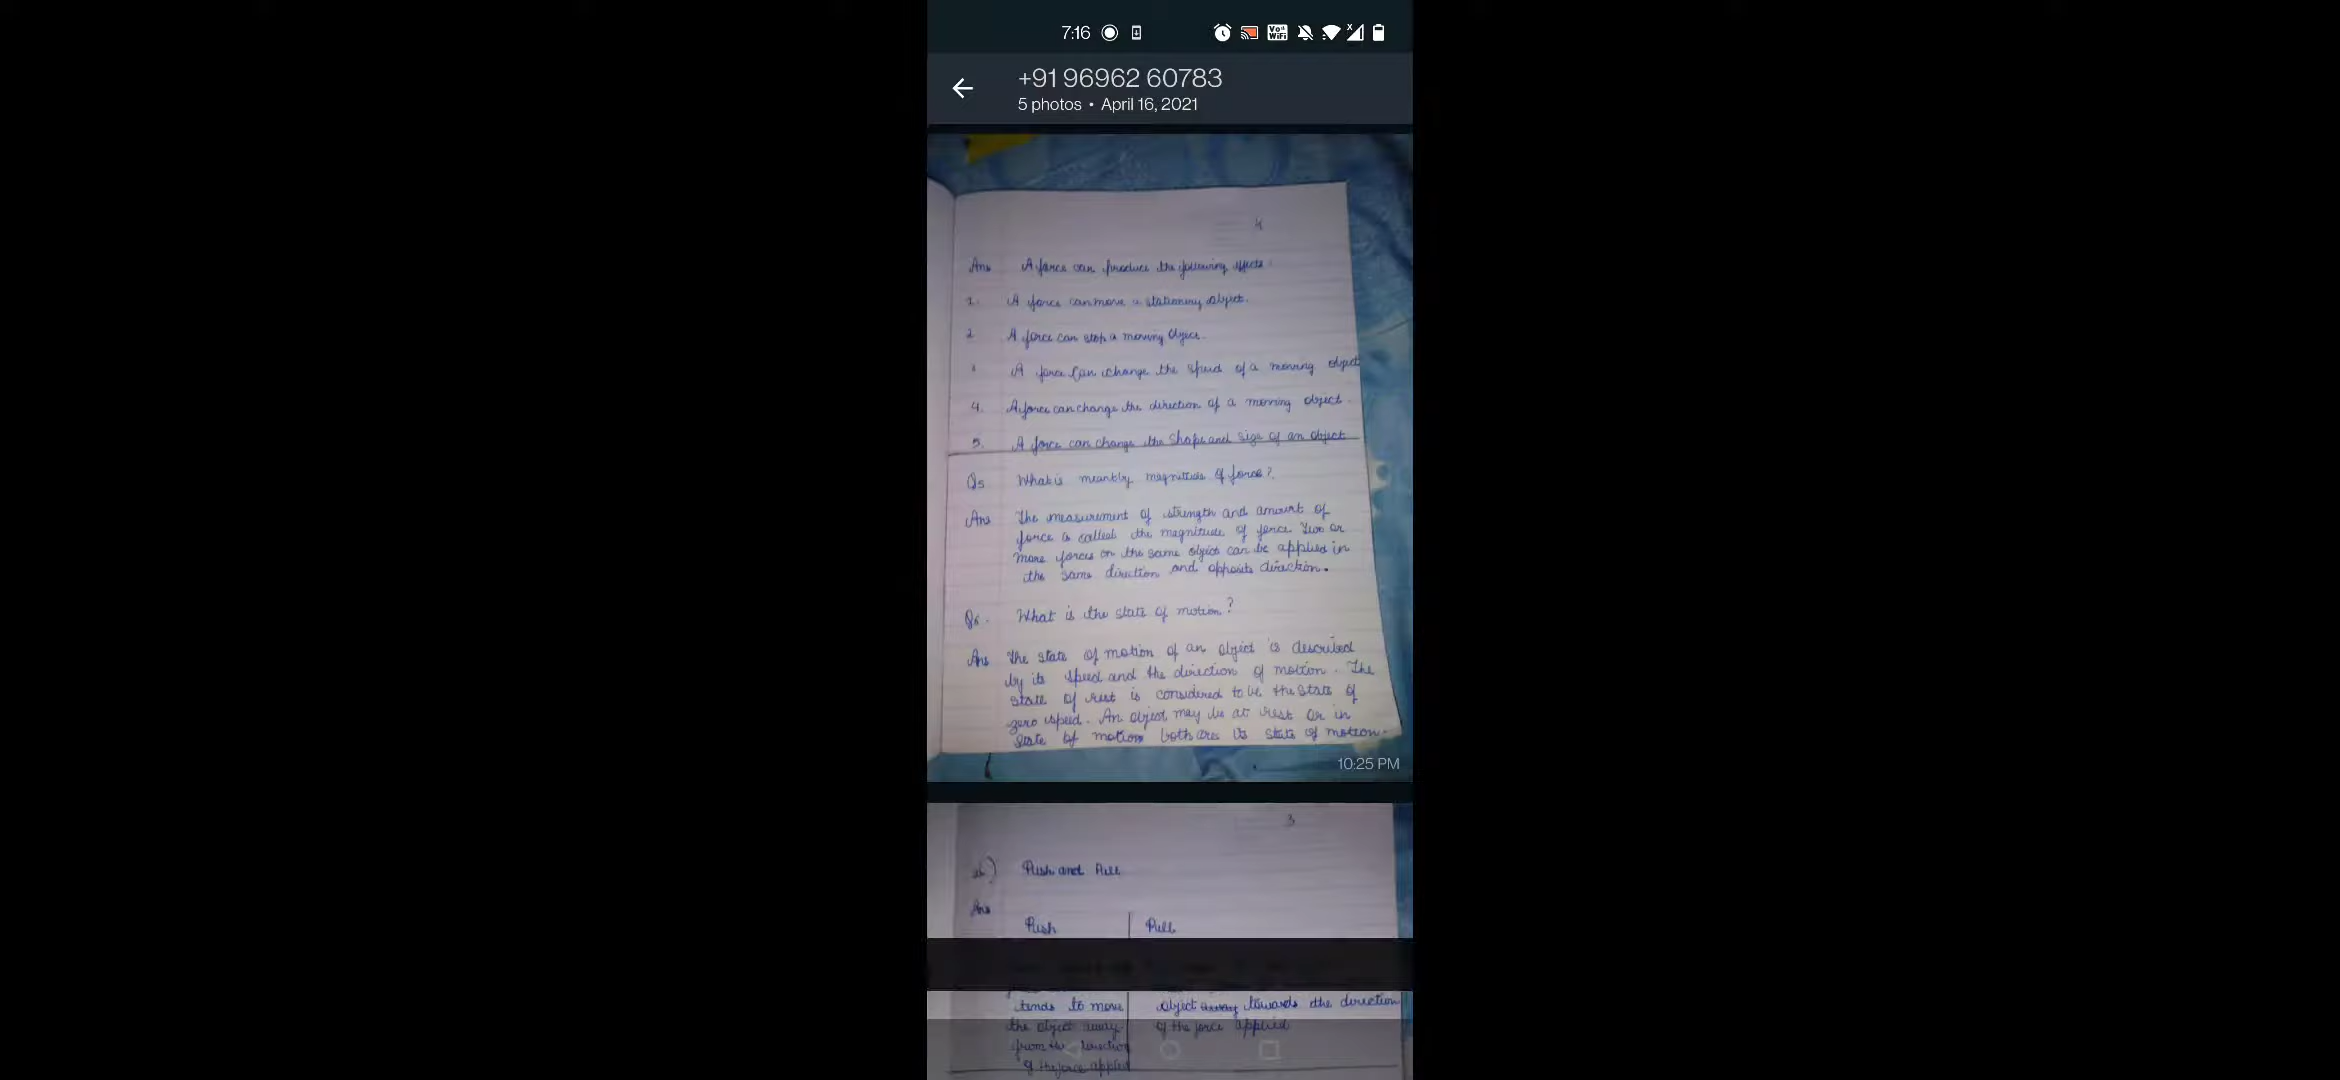 7:16
Vo WiFi
+91 96962 60783
5 photos • April 16, 2021
4
Ans A force can produce the following effects.
1. A force can move a stationery object.
2 A force can stop a moving object.
A force can change the speed of a moving object
4. A force can change the direction of a moving object.
5. A force can change the shape and size of an object
Q5 What is meant by magnitude of force?
Ans The measurement of strength and amount of
force is called the magnitude of force. Two or
more forces on the same object can be applied in
the same direction and opposite direction.
Q6. What is the state of motion?
Ans The state of motion of an object is described
by its speed and the direction of motion. The
state of rest is considered to be the state of
zero speed. An object may be at rest or in
state of motion both are its state of motion.
10:25 PM
3
Push and Pull
Ans
Push Pull
tends to move object away towards the direction
the object away of the force applied
from the direction
of the force applied